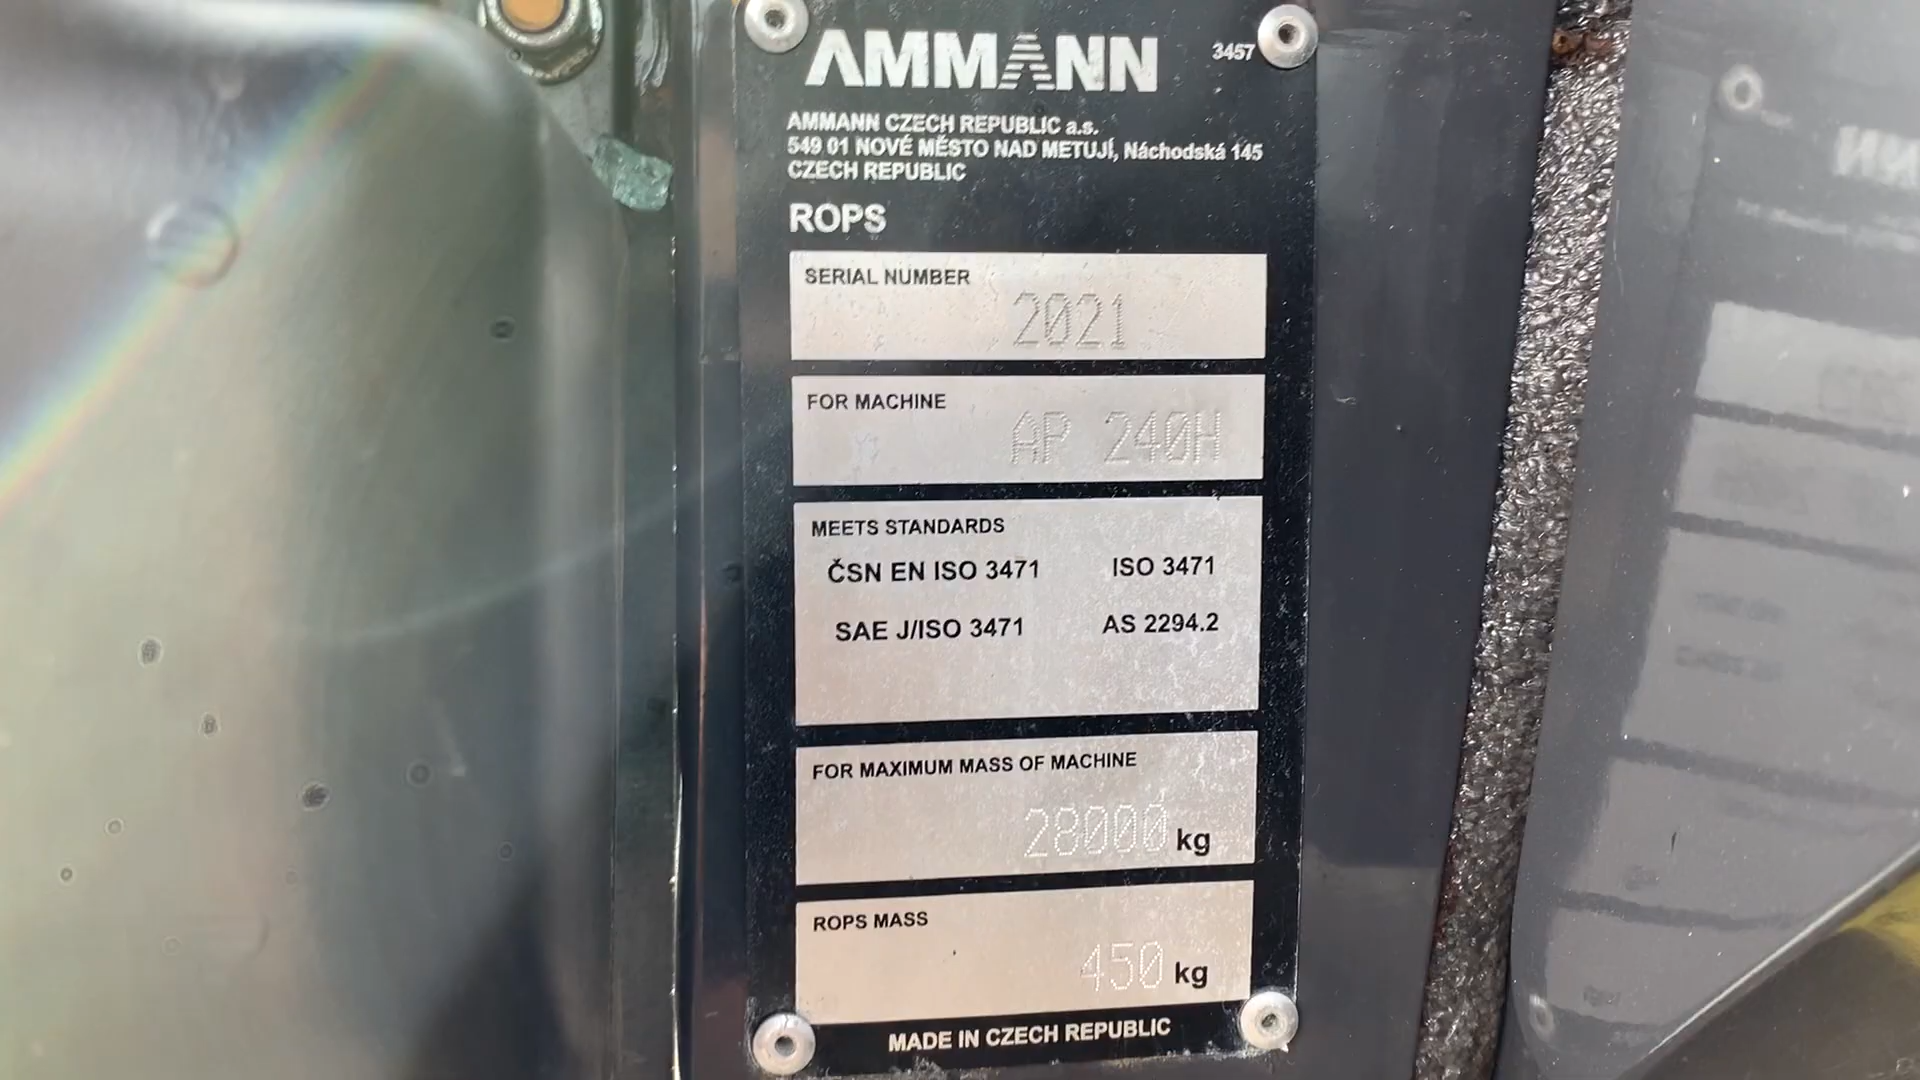 AMMANN
3457
AMMANN CZECH REPUBLIC a.s.
549 01 NOVÉ MĚSTO NAD METUJÍ, Náchodská 145
CZECH REPUBLIC
ROPS
SERIAL NUMBER
2021
FOR MACHINE
AP 240H
MEETS STANDARDS
ČSN EN ISO 3471 ISO 3471
SAE J/ISO 3471 AS 2294.2
FOR MAXIMUM MASS OF MACHINE
28000 kg
ROPS MASS
450 kg
MADE IN CZECH REPUBLIC